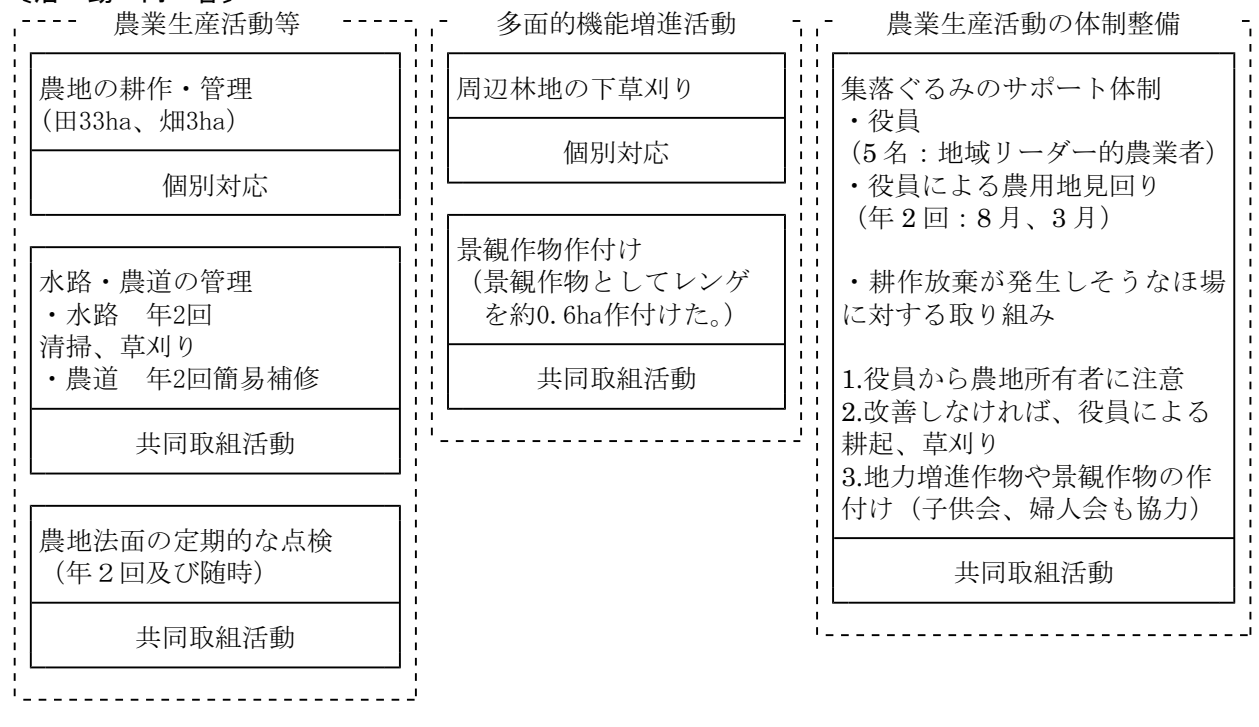 農業生産活動等
農地の耕作・管理
(田33ha、畑3ha)
個別対応
水路・農道の管理
・水路　年2回
清掃、草刈り
・農道　年2回簡易補修
共同取組活動
農地法面の定期的な点検
（年２回及び随時）
共同取組活動
多面的機能増進活動
周辺林地の下草刈り
個別対応
景観作物作付け
（景観作物としてレンゲ
を約0.6ha作付けた。）
共同取組活動
農業生産活動の体制整備
集落ぐるみのサポート体制
・役員
（5名：地域リーダー的農業者）
・役員による農用地見回り
（年２回：８月、３月）
・耕作放棄が発生しそうなほ場
に対する取り組み
1.役員から農地所有者に注意
2.改善しなければ、役員による
耕起、草刈り
3.地力増進作物や景観作物の作
付け（子供会、婦人会も協力）
共同取組活動